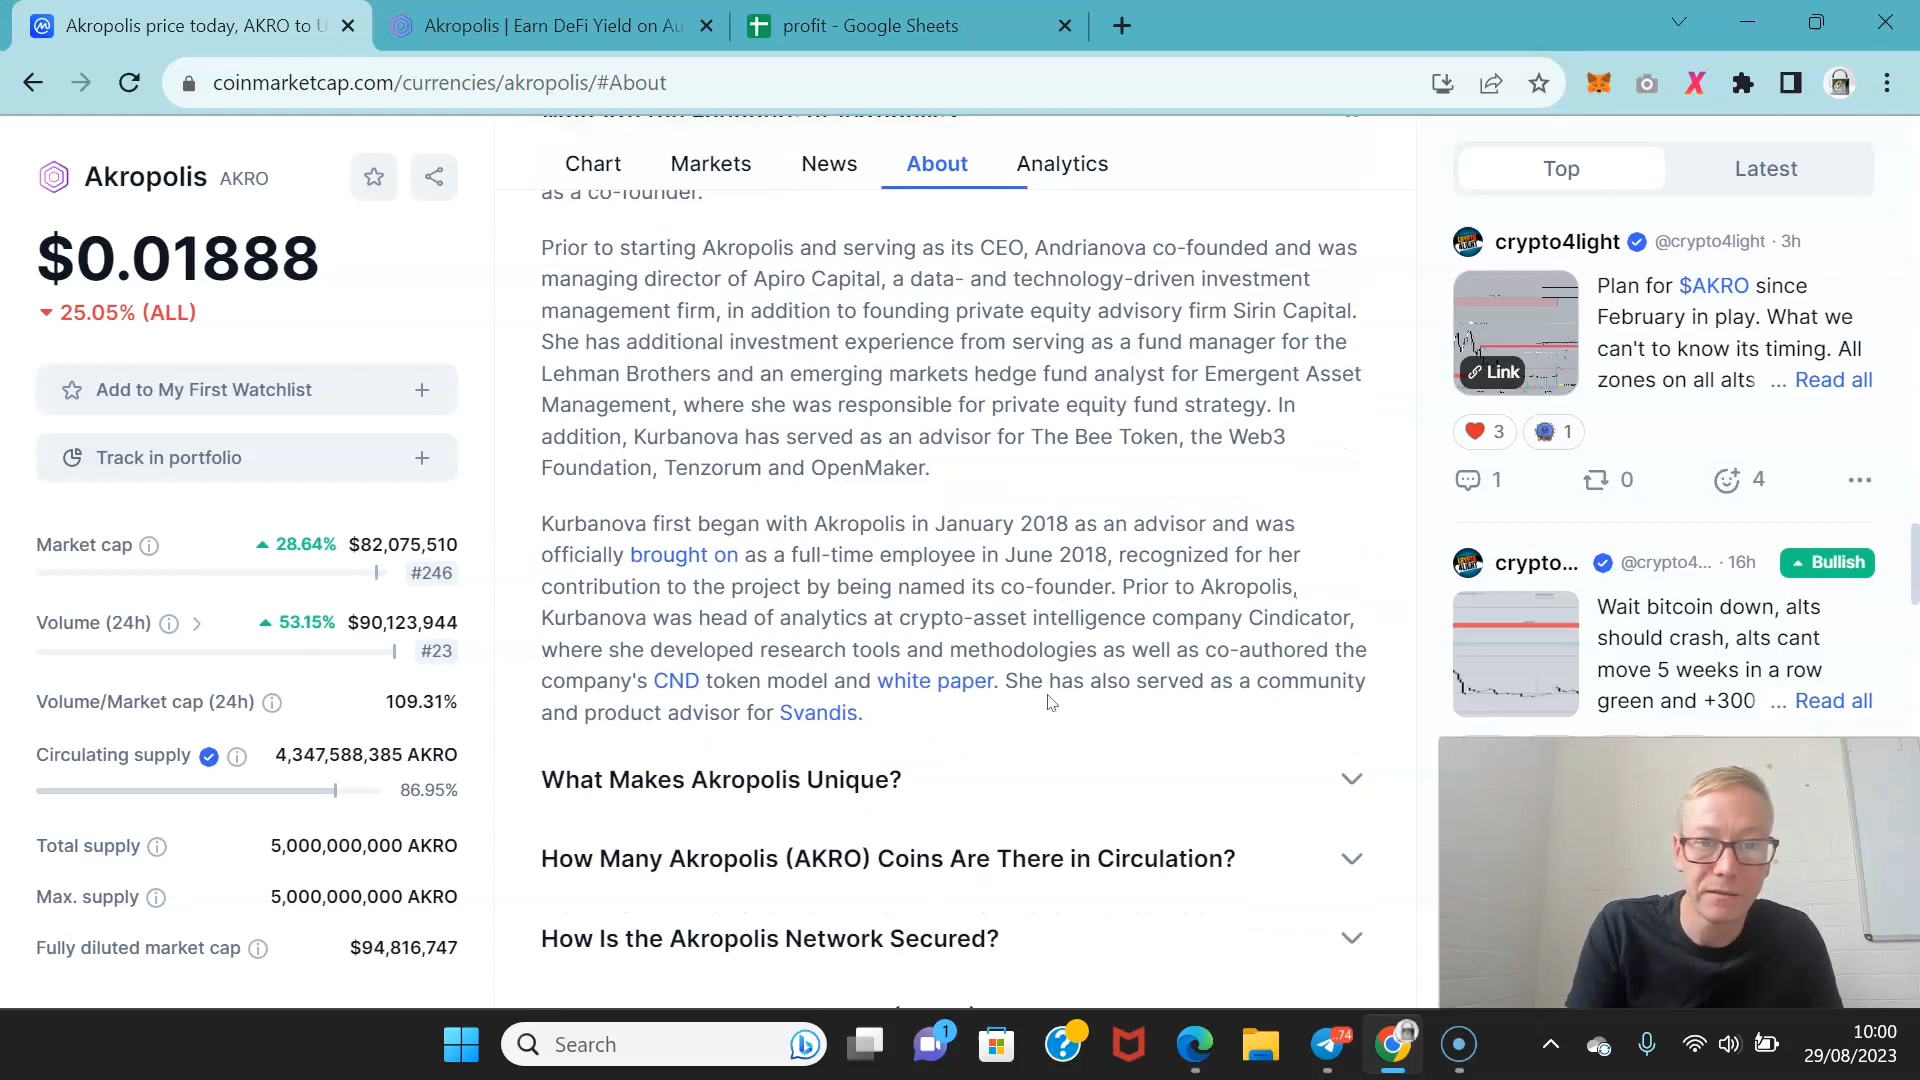 Akropolis price today, AKRO to U
Akropolis | Earn DeFi Yield on Au
profit - Google Sheets
coinmarketcap.com/currencies/akropolis/#About
Akropolis AKRO
$0.01888
25.05% (ALL)
Add to My First Watchlist
Track in portfolio
Market cap 28.64% $82,075,510
#246
Volume (24h) 53.15% $90,123,944
#23
Volume/Market cap (24h) 109.31%
Circulating supply 4,347,588,385 AKRO
86.95%
Total supply 5,000,000,000 AKRO
Max. supply 5,000,000,000 AKRO
Fully diluted market cap $94,816,747
Chart Markets News About Analytics
as a co-founder.
Prior to starting Akropolis and serving as its CEO, Andrianova co-founded and was
managing director of Apiro Capital, a data- and technology-driven investment
management firm, in addition to founding private equity advisory firm Sirin Capital.
She has additional investment experience from serving as a fund manager for the
Lehman Brothers and an emerging markets hedge fund analyst for Emergent Asset
Management, where she was responsible for private equity fund strategy. In
addition, Kurbanova has served as an advisor for The Bee Token, the Web3
Foundation, Tenzorum and OpenMaker.
Kurbanova first began with Akropolis in January 2018 as an advisor and was
officially brought on as a full-time employee in June 2018, recognized for her
contribution to the project by being named its co-founder. Prior to Akropolis,
Kurbanova was head of analytics at crypto-asset intelligence company Cindicator,
where she developed research tools and methodologies as well as co-authored the
company's CND token model and white paper. She has also served as a community
and product advisor for Svandis.
What Makes Akropolis Unique?
How Many Akropolis (AKRO) Coins Are There in Circulation?
How Is the Akropolis Network Secured?
Top Latest
crypto4light @crypto4light · 3h
Plan for $AKRO since
February in play. What we
can't to know its timing. All
zones on all alts ... Read all
Link
3 1
1 0 4
crypto... @crypto4... · 16h Bullish
Wait bitcoin down, alts
should crash, alts cant
move 5 weeks in a row
green and +300 ... Read all
Search
1
74
10:00
29/08/2023